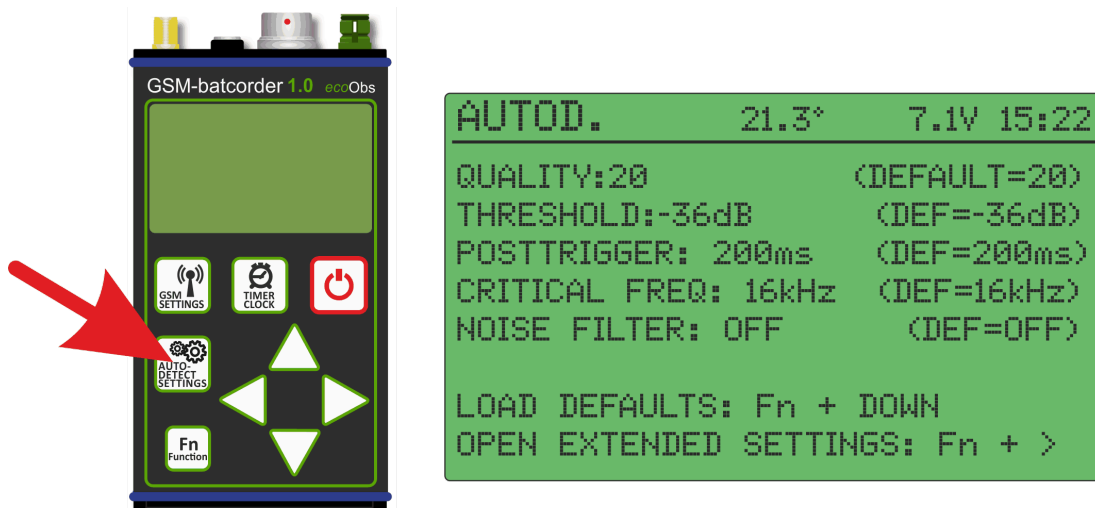 GSM-batcorder 1.0 ecoObs
GSM
SETTINGS
TIMER
CLOCK
AUTO-
DETECT
SETTINGS
Fn
Function
AUTOD. 21.3° 7.1V 15:22
QUALITY:20 (DEFAULT=20)
THRESHOLD:-36dB (DEF=-36dB)
POSTTRIGGER: 200ms (DEF=200ms)
CRITICAL FREQ: 16kHz (DEF=16kHz)
NOISE FILTER: OFF (DEF=OFF)
LOAD DEFAULTS: Fn + DOWN
OPEN EXTENDED SETTINGS: Fn + >